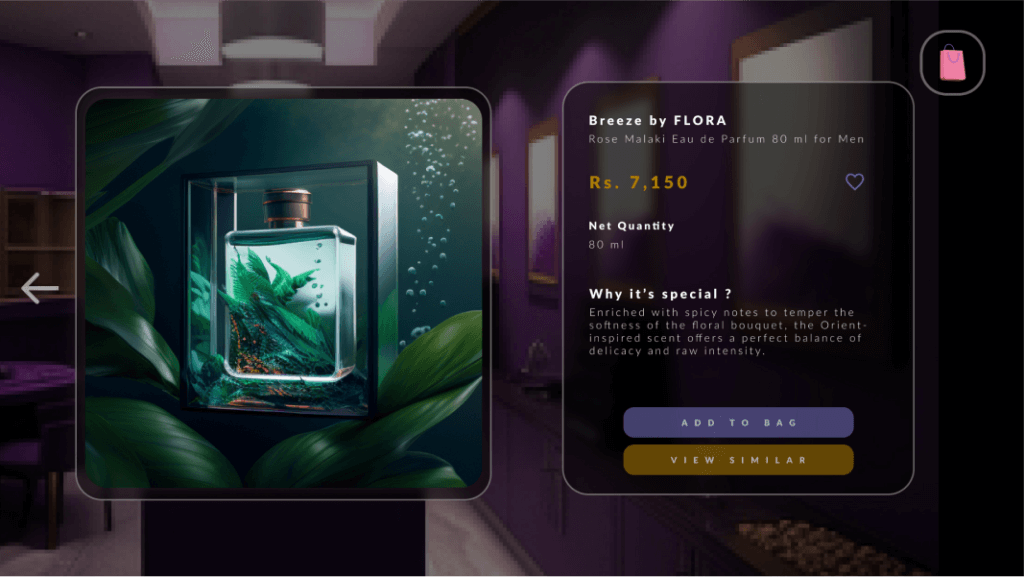 Breeze by FLORA
Rose Malaki Eau de Parfum 80 ml for Men
Rs. 7,150
Net Quantity
80 ml
Why it's special ?
Enriched with spicy notes to temper the
softness of the floral bouquet, the Orient-
inspired scent offers a perfect balance of
delicacy and raw intensity.
ADD TO BAG
VIEW SIMILAR